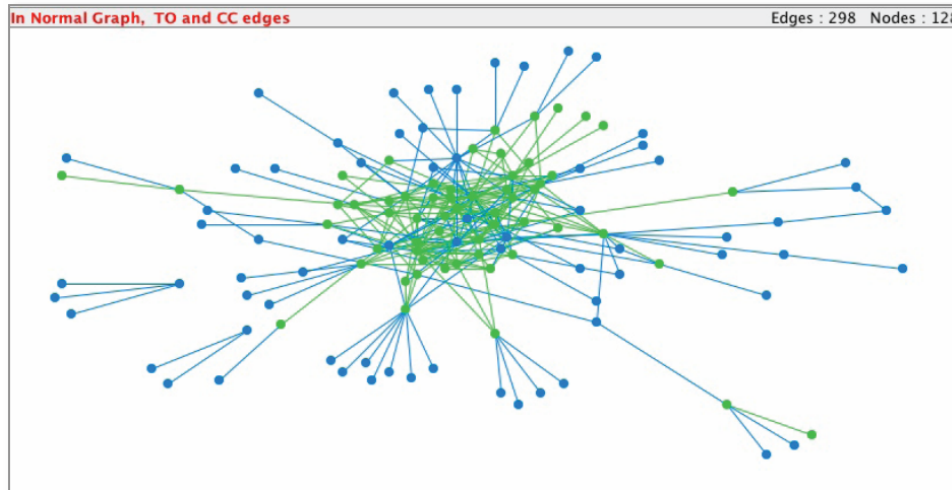 In Normal Graph, TO and CC edges
Edges : 298 Nodes :